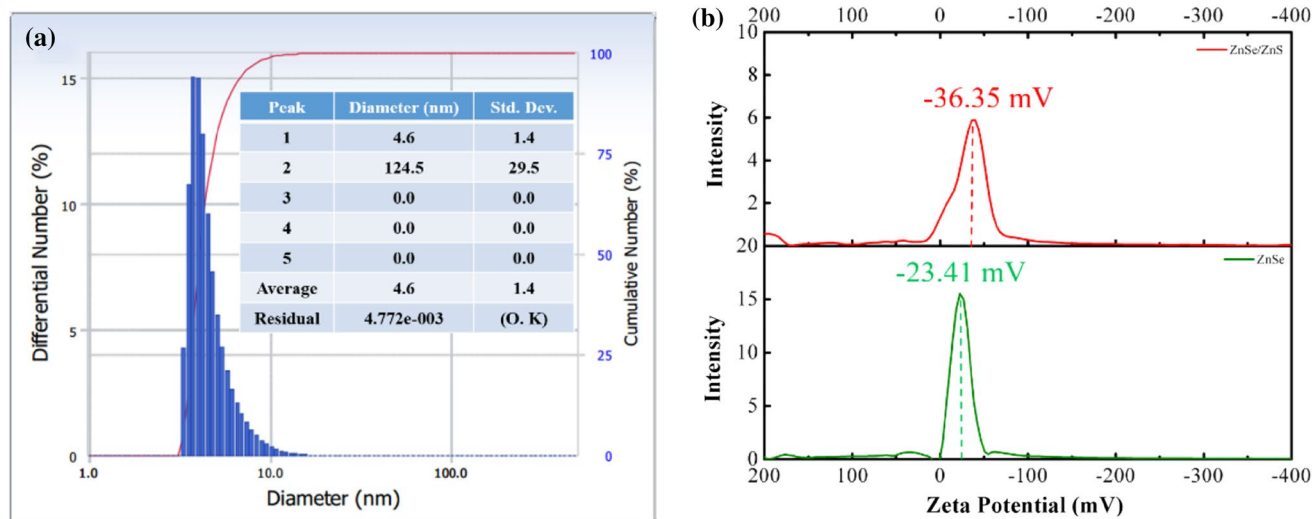 (a)
Differential Number (%)
15
10
5
0
100
75
50
25
0
Cumulative Number (%)
Peak Diameter (nm) Std. Dev.
1 4.6 1.4
2 124.5 29.5
3 0.0 0.0
4 0.0 0.0
5 0.0 0.0
Average 4.6 1.4
Residual 4.772e-003 (O. K)
1.0 10.0 100.0
Diameter (nm)
(b)
200 100 0 -100 -200 -300 -400
10
8
6
4
2
Intensity
ZnSe/ZnS
-36.35 mV
20
15
10
5
0
Intensity
ZnSe
-23.41 mV
200 100 0 -100 -200 -300 -400
Zeta Potential (mV)